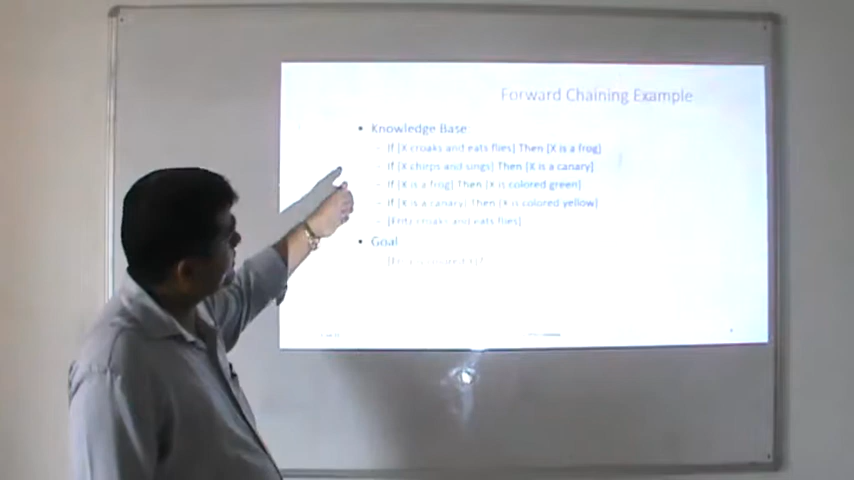 Forward Chaining Example
• Knowledge Base
- If [X croaks and eats flies] Then [X is a frog]
- If [X chirps and sings] Then [X is a canary]
- If [X is a frog] Then [X is colored green]
- If [X is a canary] Then [X is colored yellow]
- [Fritz croaks and eats flies]
• Goal